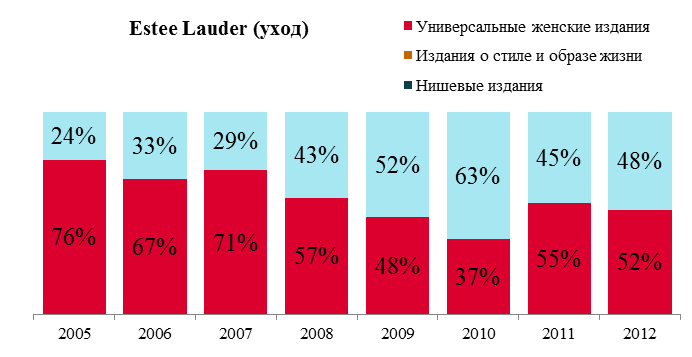 Estee Lauder (уход)
Универсальные женские издания
Издания о стиле и образе жизни
Нишевые издания
24% 33% 29% 43% 52% 63% 45% 48%
76% 67% 71% 57% 48% 37% 55% 52%
2005 2006 2007 2008 2009 2010 2011 2012